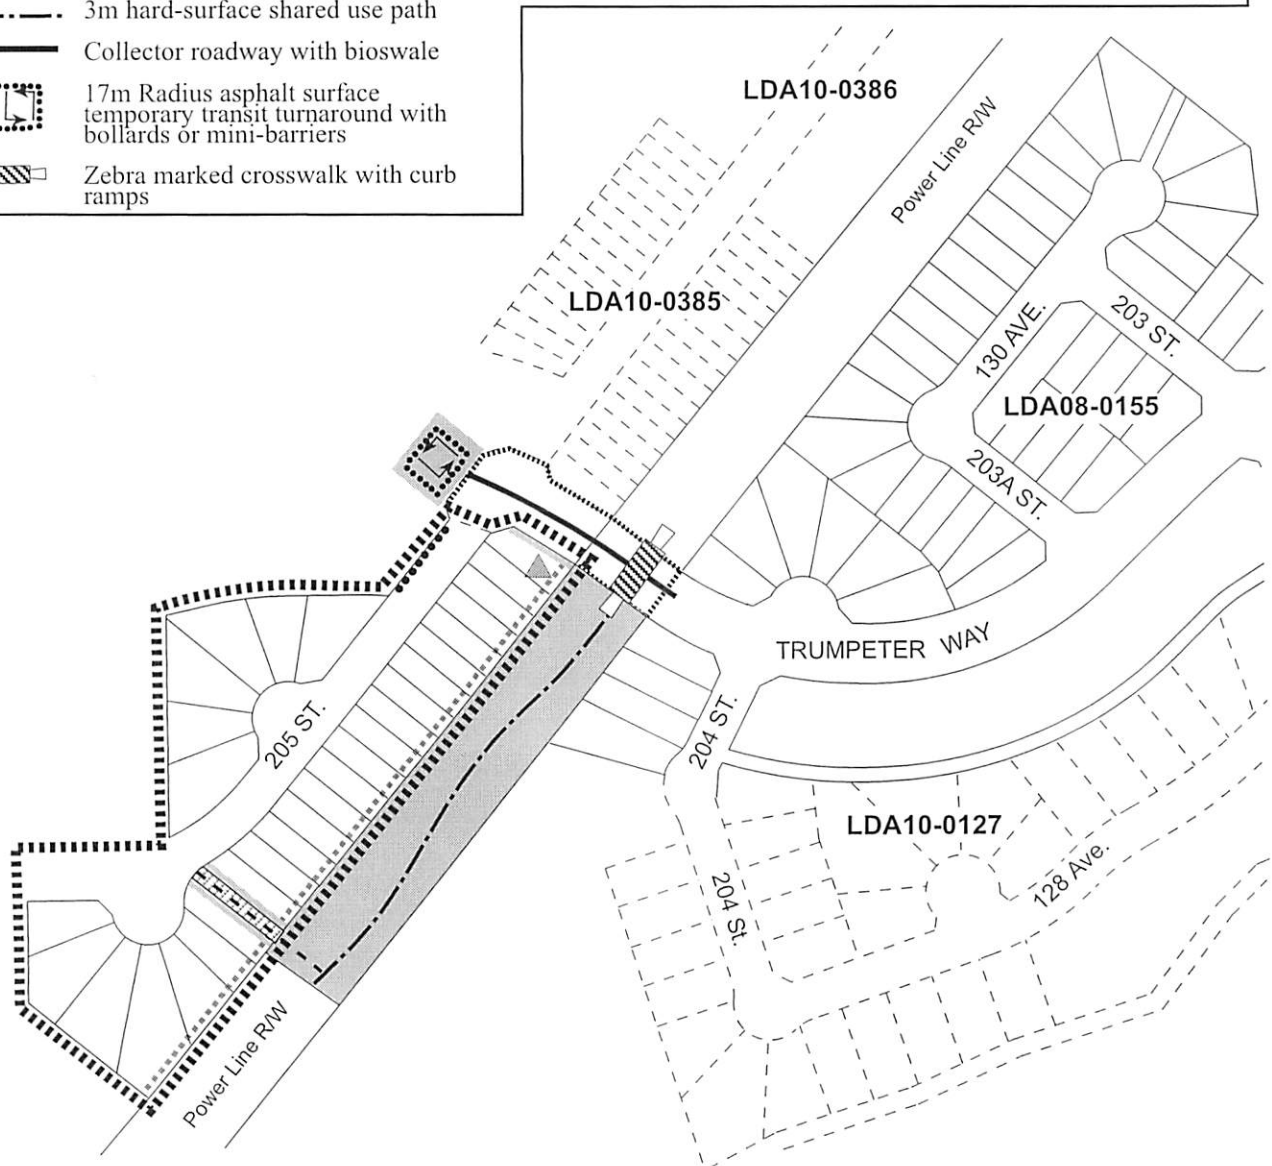 3m hard-surface shared use path
Collector roadway with bioswale
17m Radius asphalt surface
temporary transit turnaround with
bollards or mini-barriers
Zebra marked crosswalk with curb
ramps
LDA10-0386
Power Line R/W
LDA10-0385
130 AVE.
203 ST.
LDA08-0155
203A ST.
TRUMPETER WAY
204 ST.
205 ST.
LDA10-0127
128 Ave.
204 St.
Power Line R/W